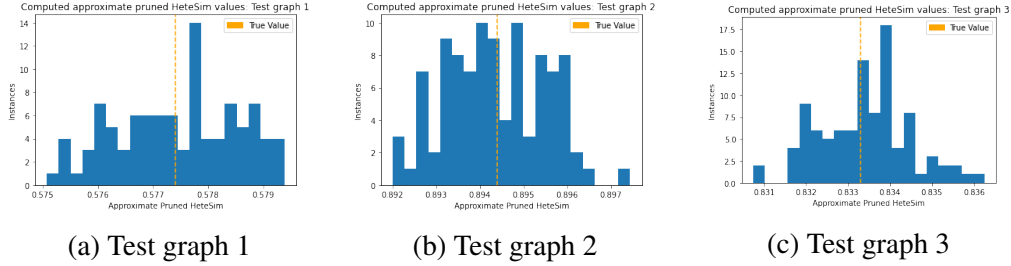 Computed approximate pruned HeteSim values: Test graph 1
True Value
Instances
14
12
10
8
6
4
2
0
0.575
0.576
0.577
0.578
0.579
Approximate Pruned HeteSim
(a) Test graph 1
Computed approximate pruned HeteSim values: Test graph 2
True Value
Instances
10
8
6
4
2
0
0.892
0.893
0.894
0.895
0.896
0.897
Approximate Pruned HeteSim
(b) Test graph 2
Computed approximate pruned HeteSim values: Test graph 3
True Value
Instances
17.5
15.0
12.5
10.0
7.5
5.0
2.5
0.0
0.831
0.832
0.833
0.834
0.835
0.836
Approximate Pruned HeteSim
(c) Test graph 3